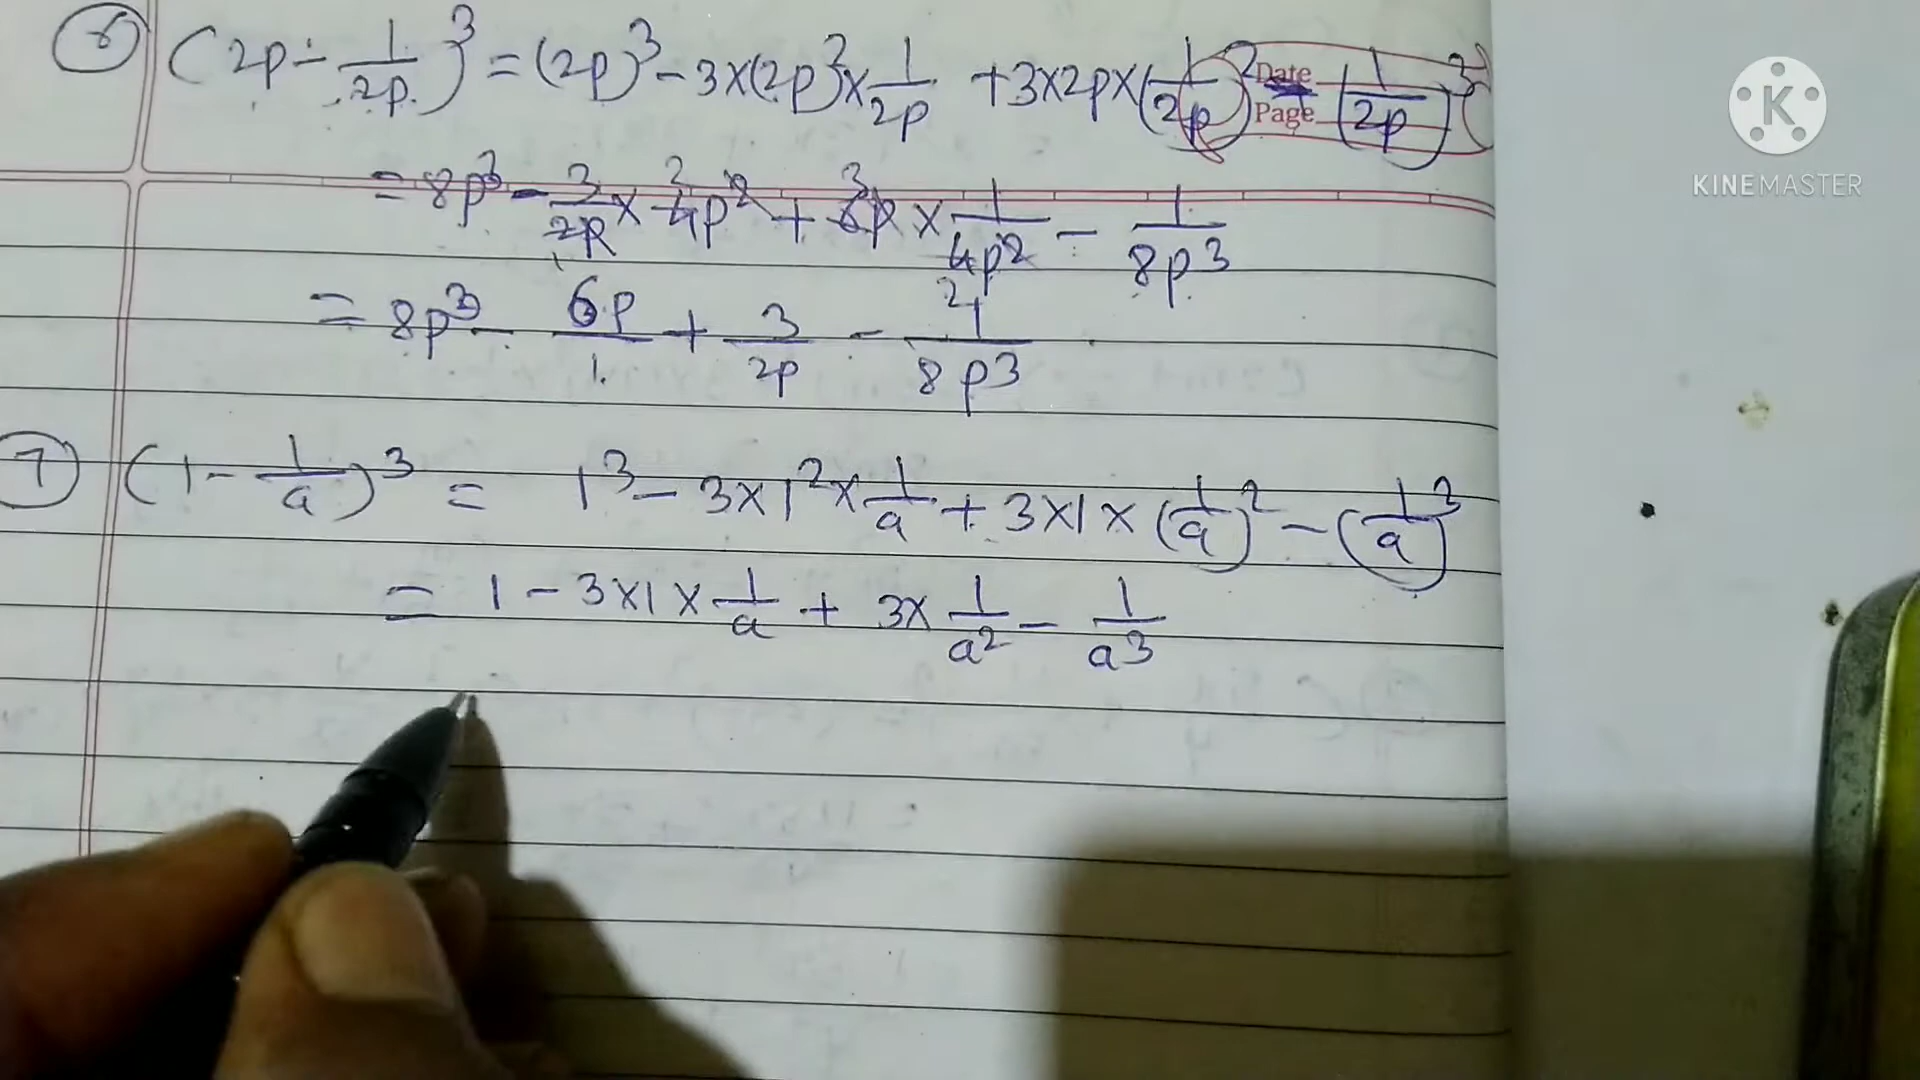 6 (2p - 1/2p)³ = (2p)³ - 3×(2p)²×1/2p + 3×2p×(1/2p)² - (1/2p)³
Date
Page
K
KINEMASTER
= 8p³ - 3/2p × 4p² + 6p × 1/4p² - 1/8p³
= 8p³ - 6p/1 + 3/2p - 1/8p3
7 (1 - 1/a)³ = 1³ - 3×1²×1/a + 3×1×(1/a)² - (1/a)³
= 1 - 3×1×1/a + 3×1/a² - 1/a³